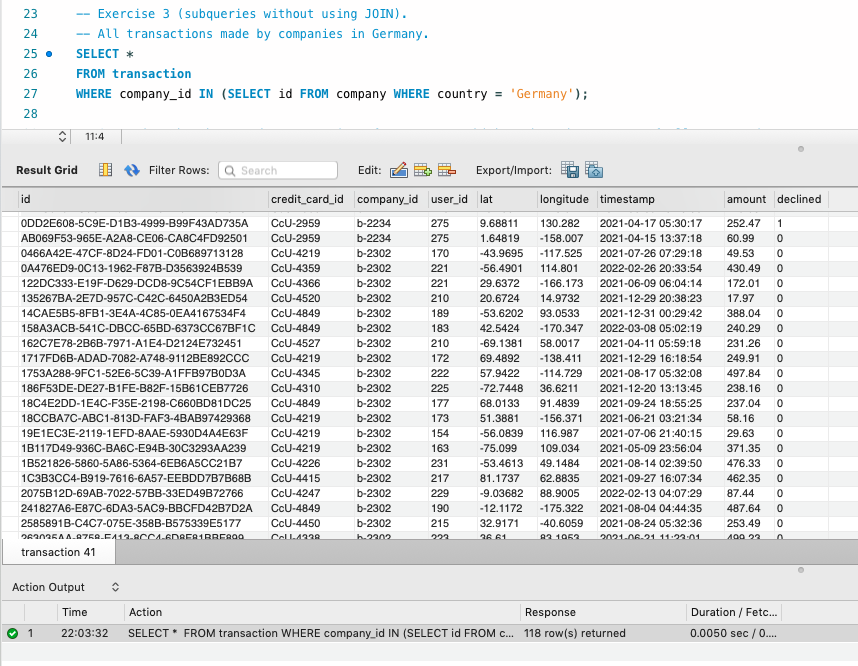 23 -- Exercise 3 (subqueries without using JOIN).
24 -- All transactions made by companies in Germany.
25 SELECT *
26 FROM transaction
27 WHERE company_id IN (SELECT id FROM company WHERE country = 'Germany');
28
11:4
Result Grid Filter Rows: Search Edit: Export/Import:
id credit_card_id company_id user_id lat longitude timestamp amount declined
0DD2E608-5C9E-D1B3-4999-B99F43AD735A CcU-2959 b-2234 275 9.68811 130.282 2021-04-17 05:30:17 252.47 1
AB069F53-965E-A2A8-CE06-CA8C4FD92501 CcU-2959 b-2234 275 1.64819 -158.007 2021-04-15 13:37:18 60.99 0
0466A42E-47CF-8D24-FD01-C0B689713128 CcU-4219 b-2302 170 -43.9695 -117.525 2021-07-26 07:29:18 49.53 0
0A476ED9-0C13-1962-F87B-D3563924B539 CcU-4359 b-2302 221 -56.4901 114.801 2022-02-26 20:33:54 430.49 0
122DC333-E19F-D629-DCD8-9C54CF1EBB9A CcU-4366 b-2302 221 29.6372 -166.173 2021-06-09 06:04:14 172.01 0
135267BA-2E7D-957C-C42C-6450A2B3ED54 CcU-4520 b-2302 210 20.6724 14.9732 2021-12-29 20:38:23 17.97 0
14CAE5B5-8FB1-3E4A-4C85-0EA4167534F4 CcU-4849 b-2302 189 -53.6202 93.0533 2021-12-31 00:29:42 388.04 0
158A3ACB-541C-DBCC-65BD-6373CC67BF1C CcU-4849 b-2302 183 42.5424 -170.347 2022-03-08 05:02:19 240.29 0
162C7E78-2B6B-7971-A1E4-D2124E732451 CcU-4527 b-2302 210 -69.1381 58.0017 2021-04-11 05:59:18 231.26 0
1717FD6B-ADAD-7082-A748-9112BE892CCC CcU-4219 b-2302 172 69.4892 -138.411 2021-12-29 16:18:54 249.91 0
1753A288-9FC1-52E6-5C39-A1FFB97B0D3A CcU-4345 b-2302 222 57.9422 -114.729 2021-08-17 05:32:08 497.84 0
186F53DE-DE27-B1FE-B82F-15B61CEB7726 CcU-4310 b-2302 225 -72.7448 36.6211 2021-12-20 13:13:45 238.16 0
18C4E2DD-1E4C-F35E-2198-C660BD81DC25 CcU-4849 b-2302 177 68.0133 91.4839 2021-09-24 18:55:25 237.04 0
18CCBA7C-ABC1-813D-FAF3-4BAB97429368 CcU-4219 b-2302 173 51.3881 -156.371 2021-06-21 03:21:34 58.16 0
19E1EC3E-2119-1EFD-8AAE-5930D4A4E63F CcU-4219 b-2302 154 -56.0839 116.987 2021-07-06 21:40:15 29.63 0
1B117D49-936C-BA6C-E94B-30C3293AA239 CcU-4219 b-2302 163 -75.099 109.034 2021-05-09 23:56:04 371.35 0
1B521826-5860-5A86-5364-6EB6A5CC21B7 CcU-4226 b-2302 231 -53.4613 49.1484 2021-08-14 02:39:50 476.33 0
1C3B3CC4-B919-7616-6A57-EEBDD7B7B68B CcU-4415 b-2302 217 81.1737 62.8835 2021-09-27 16:07:34 462.35 0
2075B12D-69AB-7022-57BB-33ED49B72766 CcU-4247 b-2302 229 -9.03682 88.9005 2022-02-13 04:07:29 87.44 0
241827A6-E87C-6DA3-5AC9-BBCFD42B7D2A CcU-4849 b-2302 190 -12.1172 -175.322 2021-08-04 04:44:35 487.64 0
2585891B-C4C7-075E-358B-B575339E5177 CcU-4450 b-2302 215 32.9171 -40.6059 2021-08-24 05:32:36 253.49 0
263035AA-8758-E413-8CC4-6D8E81BBE899 CcU-4338 b-2302 223 36.61 83.1953 2021-06-21 11:23:01 499.23 0
transaction 41
Action Output
Time Action Response Duration / Fetc...
1 22:03:32 SELECT * FROM transaction WHERE company_id IN (SELECT id FROM c... 118 row(s) returned 0.0050 sec / 0....